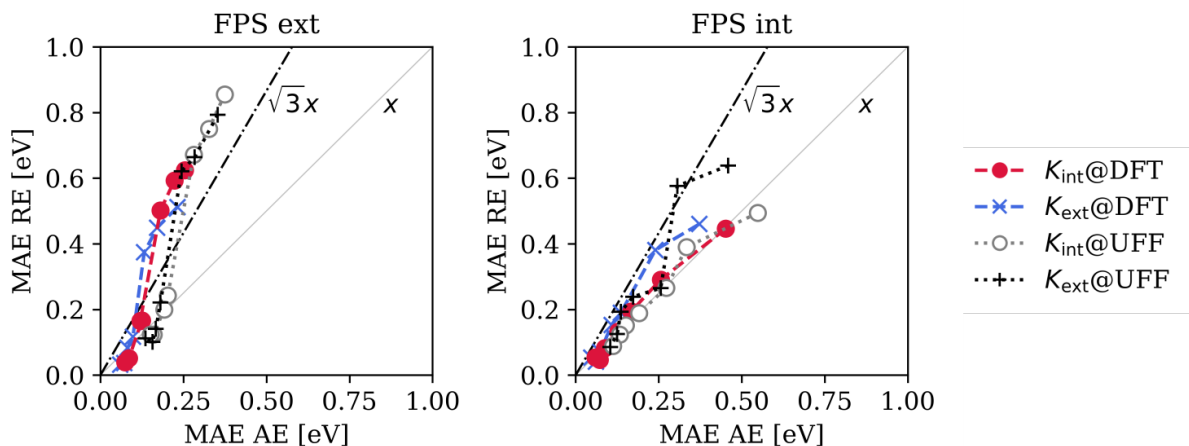 FPS ext
FPS int
1.0
0.8
0.6
0.4
0.2
0.0
MAE RE [eV]
√3x
x
0.00 0.25 0.50 0.75 1.00
MAE AE [eV]
1.0
0.8
0.6
0.4
0.2
0.0
MAE RE [eV]
√3x
x
0.00 0.25 0.50 0.75 1.00
MAE AE [eV]
K_int@DFT
K_ext@DFT
K_int@UFF
K_ext@UFF